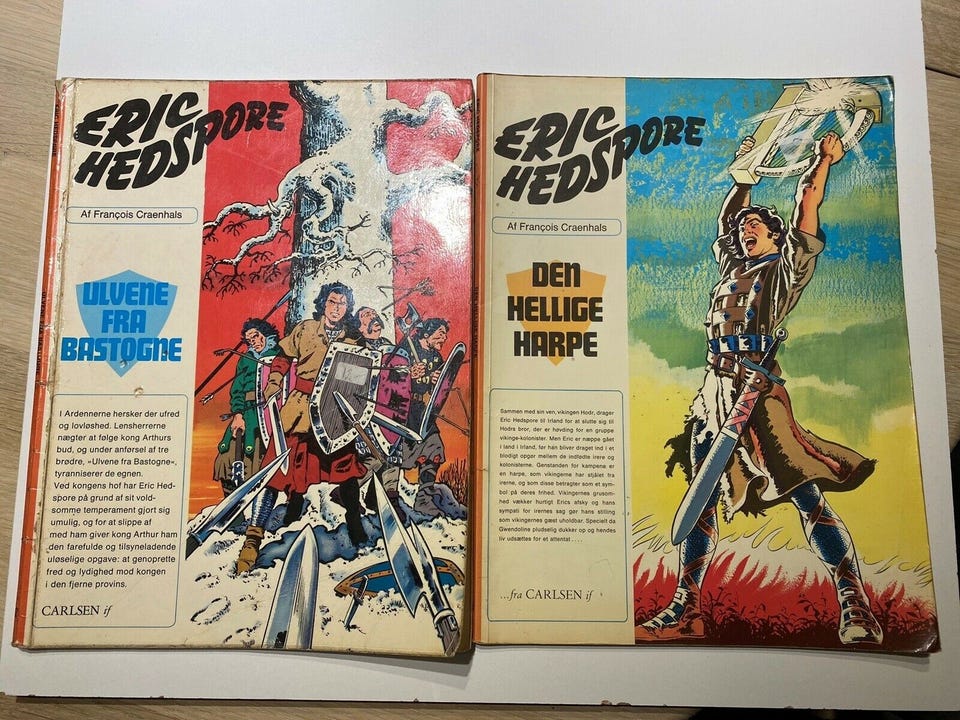 ERIC
HEDSPORE
Af François Craenhals
ULVENE
FRA
BASTOGNE
I Ardennerne hersker der ufred
og lovløshed. Lensherrerne
nægter at følge kong Arthurs
bud, og under anførsel af tre
brødre, »Ulvene fra Bastogne«,
tyranniserer de egnen.
Ved kongens hof har Eric Hed-
spore på grund af sit vold-
somme temperament gjort sig
umulig, og for at slippe af
med ham giver kong Arthur ham
den farefulde og tilsyneladende
uløselige opgave: at genoprette
fred og lydighed mod kongen
i den fjerne provins.
CARLSEN if
ERIC
HEDSPORE
Af François Craenhals
DEN
HELLIGE
HARPE
Sammen med sin ven, vikingen Hodr, drager
Eric Hedspore til Irland for at slutte sig til
Hodrs bror, der er høvding for en gruppe
vikinge-kolonister. Men Eric er næppe gået
i land i Irland, før han bliver draget ind i et
blodigt opgør mellem de indfødte irere og
kolonisterne. Genstanden for kampene er
en harpe, som vikingerne har stjålet fra
irerne, og som disse betragter som et sym-
bol på deres frihed. Vikingernes grusom-
hed vækker hurtigt Erics afsky og hans
sympati for irernes sag gør hans stilling
som vikingernes gæst uholdbar. Specielt da
Gwendoline pludselig dukker op og hendes
liv udsættes for et attentat ....
...fra CARLSEN if